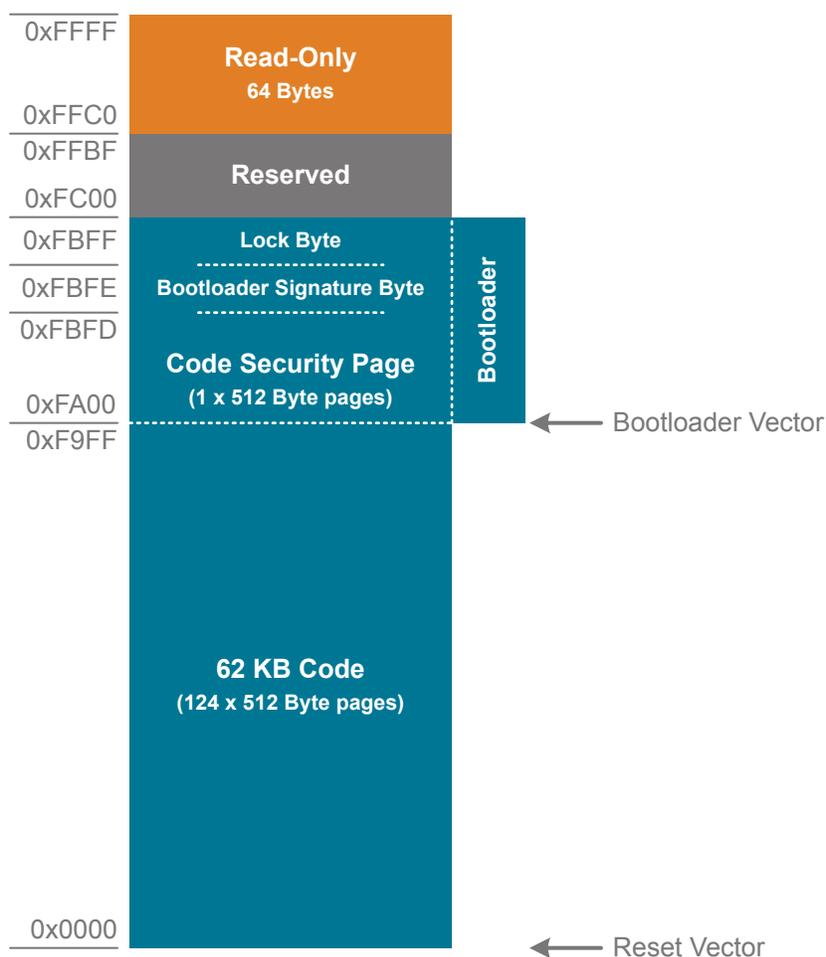 0xFFFF
Read-Only
64 Bytes
0xFFC0
0xFFBF
Reserved
0xFC00
0xFBFF
Lock Byte
0xFBFE
Bootloader Signature Byte
0xFBFD
Code Security Page
(1 x 512 Byte pages)
Bootloader
0xFA00
Bootloader Vector
0xF9FF
62 KB Code
(124 x 512 Byte pages)
0x0000
Reset Vector